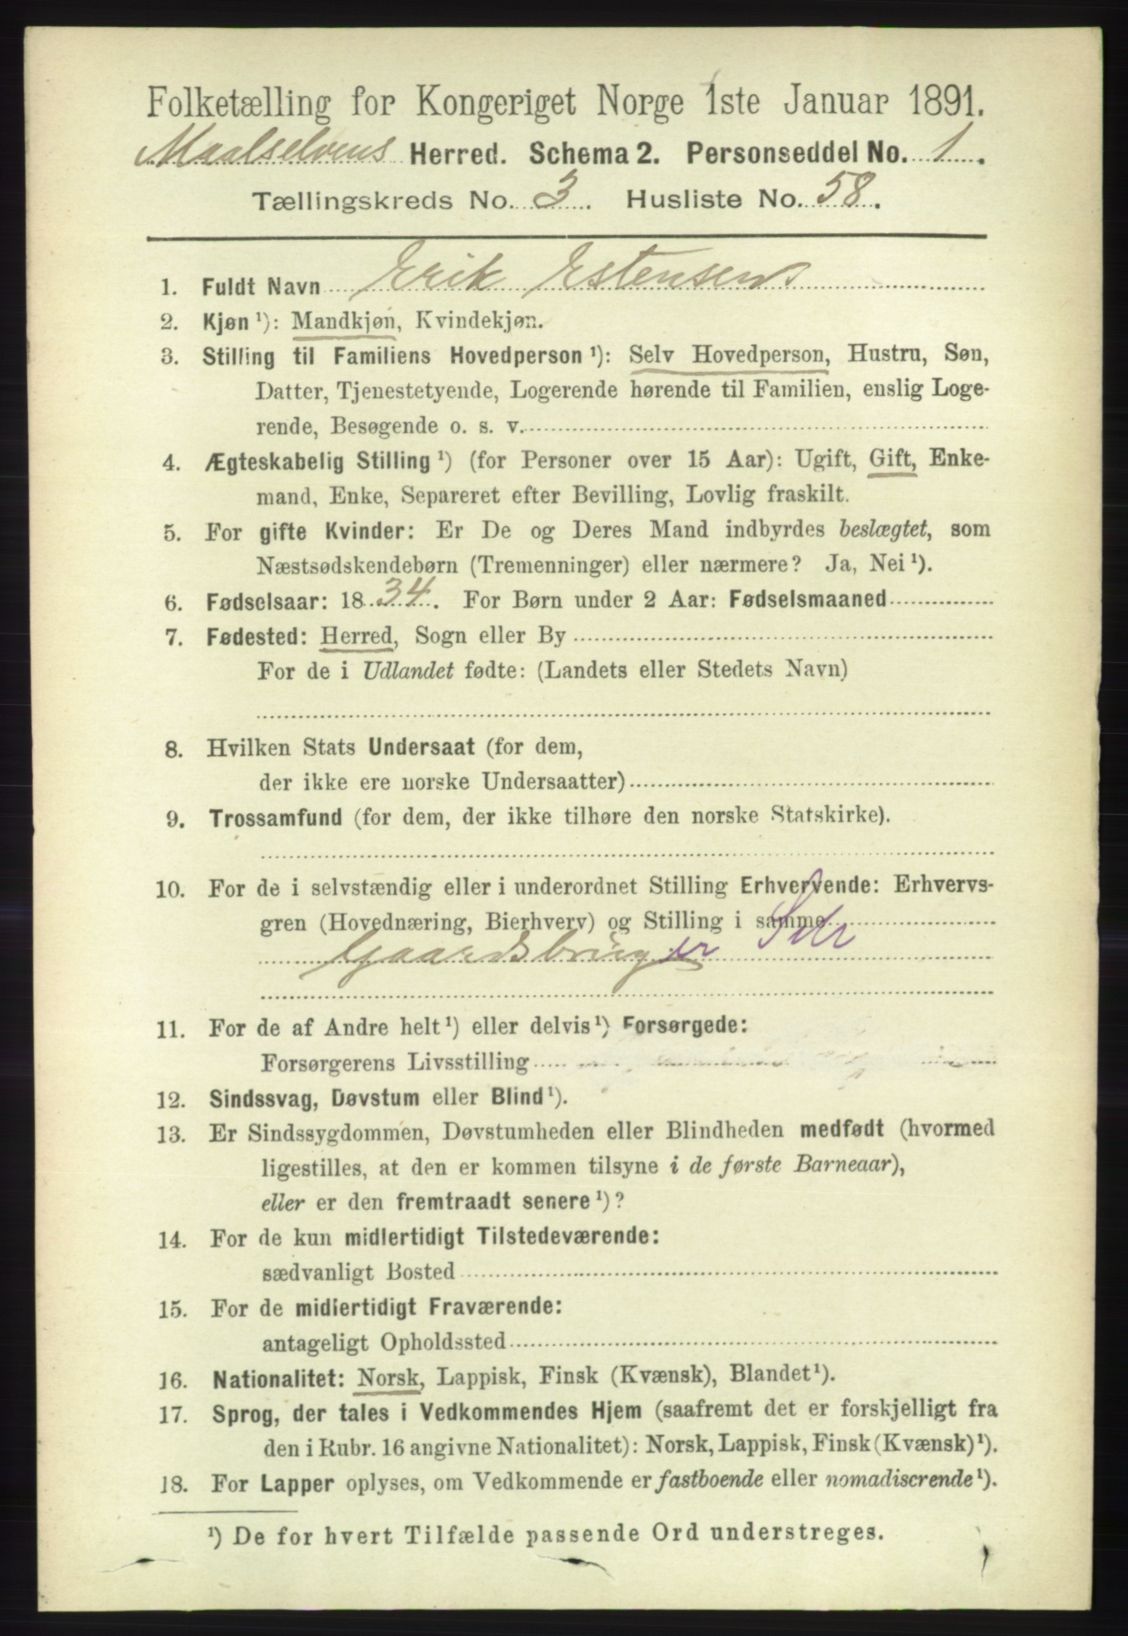 Folketælling for Kongeriget Norge 1ste Januar 1891.
Maalselvens Herred. Schema 2. Personseddel No. 1.
Tællingskreds No. 3. Husliste No. 58.
1. Fuldt Navn Erik Estensen
2. Kjøn ¹): Mandkjøn, Kvindekjøn.
3. Stilling til Familiens Hovedperson ¹): Selv Hovedperson, Hustru, Søn,
Datter, Tjenestetyende, Logerende hørende til Familien, enslig Loge-
rende, Besøgende o. s. v.
4. Ægteskabelig Stilling ¹) (for Personer over 15 Aar): Ugift, Gift, Enke-
mand, Enke, Separeret efter Bevilling, Lovlig fraskilt.
5. For gifte Kvinder: Er De og Deres Mand indbyrdes beslægtet, som
Næstsødskendebørn (Tremenninger) eller nærmere? Ja, Nei ¹).
6. Fødselsaar: 1834. For Børn under 2 Aar: Fødselsmaaned
7. Fødested: Herred, Sogn eller By
For de i Udlandet fødte: (Landets eller Stedets Navn)
8. Hvilken Stats Undersaat (for dem,
der ikke ere norske Undersaatter)
9. Trossamfund (for dem, der ikke tilhøre den norske Statskirke).
10. For de i selvstændig eller i underordnet Stilling Erhvervende: Erhvervs-
gren (Hovednæring, Bierhverv) og Stilling i samme
Gaardsbruger Selv
11. For de af Andre helt ¹) eller delvis ¹) Forsørgede:
Forsørgerens Livsstilling
12. Sindssvag, Døvstum eller Blind ¹).
13. Er Sindssygdommen, Døvstumheden eller Blindheden medfødt (hvormed
ligestilles, at den er kommen tilsyne i de første Barneaar),
eller er den fremtraadt senere ¹)?
14. For de kun midlertidigt Tilstedeværende:
sædvanligt Bosted
15. For de midlertidigt Fraværende:
antageligt Opholdssted
16. Nationalitet: Norsk, Lappisk, Finsk (Kvænsk), Blandet ¹).
17. Sprog, der tales i Vedkommendes Hjem (saafremt det er forskjelligt fra
den i Rubr. 16 angivne Nationalitet): Norsk, Lappisk, Finsk (Kvænsk) ¹).
18. For Lapper oplyses, om Vedkommende er fastboende eller nomadiserende ¹).
¹) De for hvert Tilfælde passende Ord understreges.